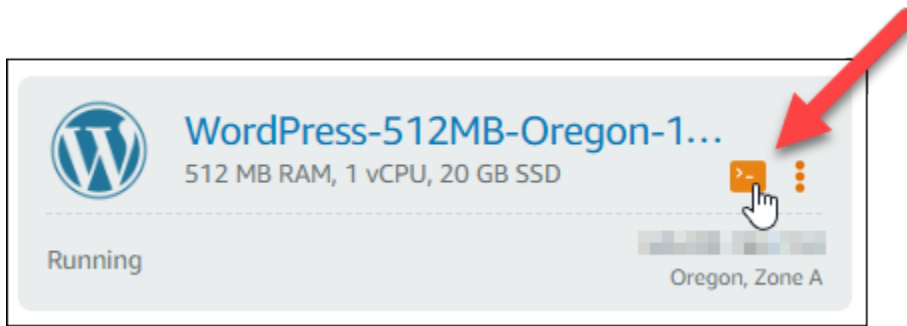 WordPress-512MB-Oregon-1...
512 MB RAM, 1 vCPU, 20 GB SSD
>_
Running
Oregon, Zone A